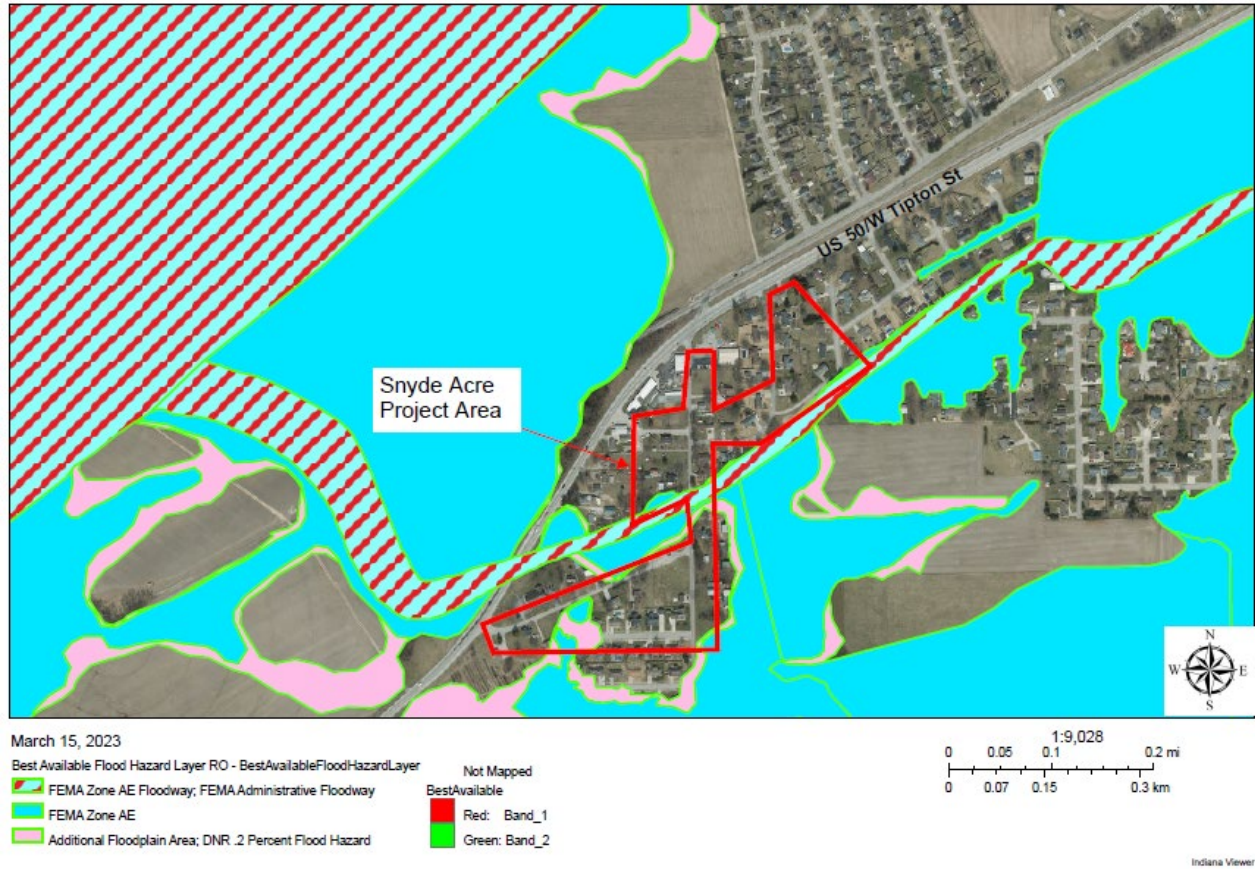 US 50/W Tipton St
Snyde Acre
Project Area
N
W E
S
March 15, 2023
Best Available Flood Hazard Layer RO - BestAvailableFloodHazardLayer
FEMA Zone AE Floodway; FEMA Administrative Floodway
FEMA Zone AE
Additional Floodplain Area; DNR .2 Percent Flood Hazard
Not Mapped
BestAvailable
Red: Band_1
Green: Band_2
1:9,028
0 0.05 0.1 0.2 mi
0 0.07 0.15 0.3 km
Indiana Viewer